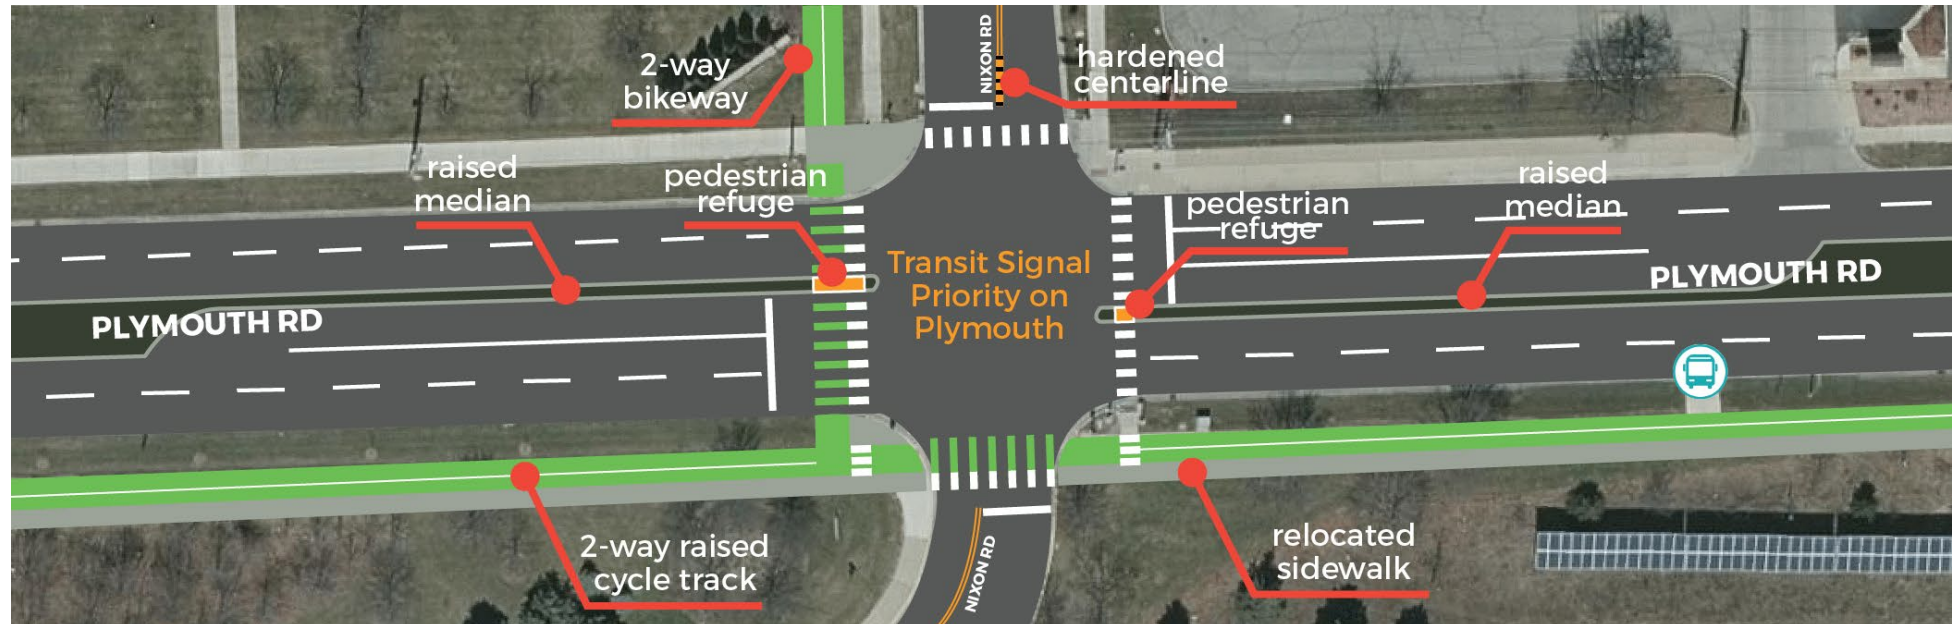 NIXON RD
2-way
bikeway
hardened
centerline
raised
median
pedestrian
refuge
raised
median
pedestrian
refuge
Transit Signal
Priority on
Plymouth
PLYMOUTH RD
PLYMOUTH RD
2-way raised
cycle track
relocated
sidewalk
NIXON RD